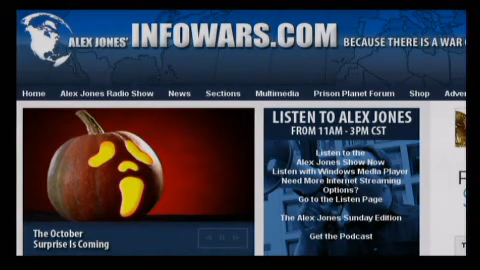 ALEX JONES' INFOWARS.COM BECAUSE THERE IS A WAR
Home Alex Jones Radio Show News Sections Multimedia Prison Planet Forum Shop
LISTEN TO ALEX JONES
FROM 11AM - 3PM CST
Listen to the
Alex Jones Show Now
Listen with Windows Media Player
Need More Internet Streaming
Options?
Go to the Listen Page
The Alex Jones Sunday Edition
Get the Podcast
The October
Surprise Is Coming